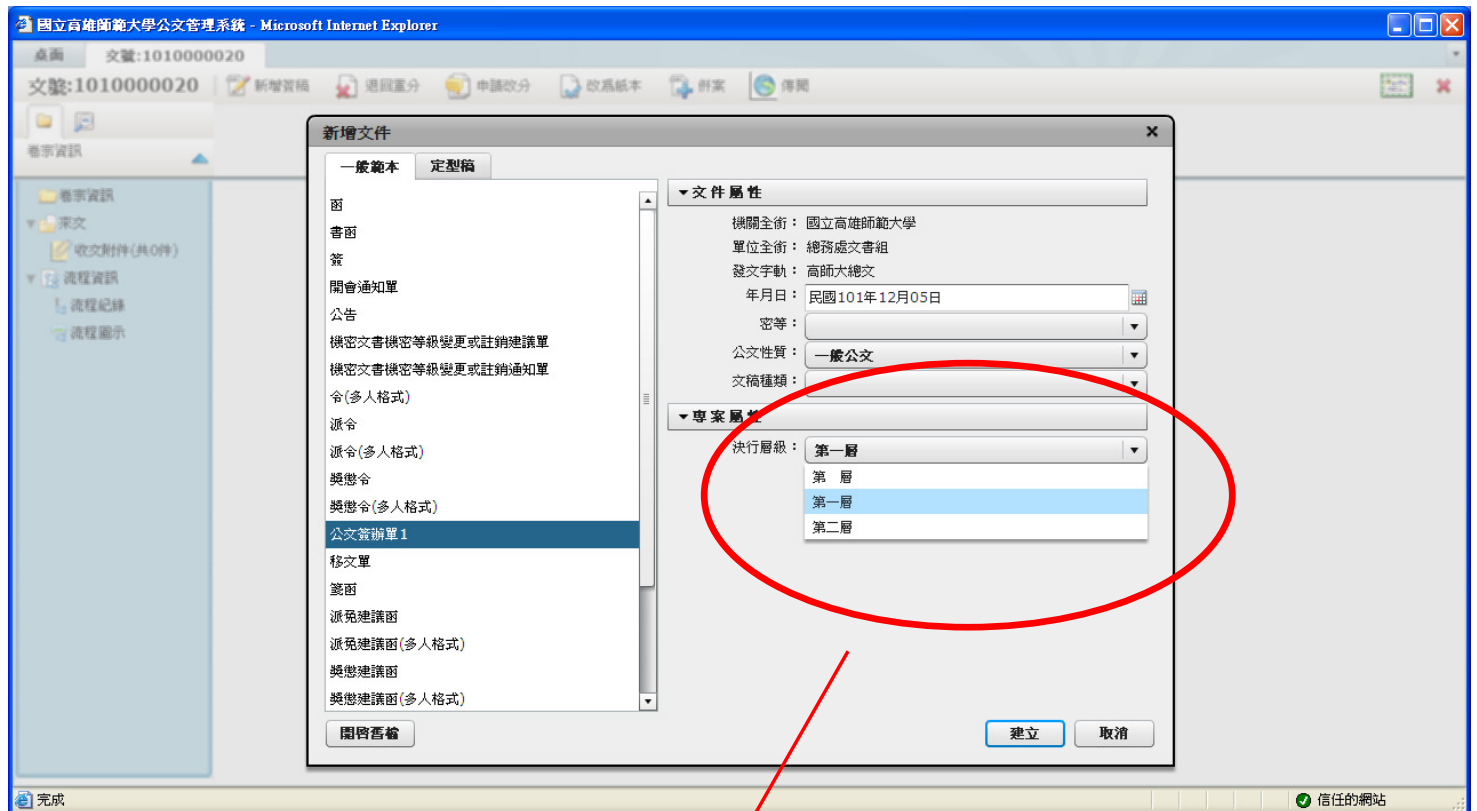 國立高雄師範大學公文管理系統 - Microsoft Internet Explorer
桌面 文號:1010000020
文號:1010000020 新增簽稿 退回重分 申請改分 改為紙本 併案 傳閱
卷宗資訊
卷宗資訊
來文
收文附件(共0件)
流程資訊
流程紀錄
流程圖示
新增文件
一般範本 定型稿
函
書函
簽
開會通知單
公告
機密文書機密等級變更或註銷建議單
機密文書機密等級變更或註銷通知單
令(多人格式)
派令
派令(多人格式)
獎懲令
獎懲令(多人格式)
公文簽辦單1
移文單
箋函
派免建議函
派免建議函(多人格式)
獎懲建議函
獎懲建議函(多人格式)
文件屬性
機關全銜：國立高雄師範大學
單位全銜：總務處文書組
發文字軌：高師大總文
年月日：民國101年12月05日
密等：
公文性質：一般公文
文稿種類：
專案屬性
決行層級：第一層
第　層
第一層
第二層
開啓舊檔 建立 取消
完成 信任的網站